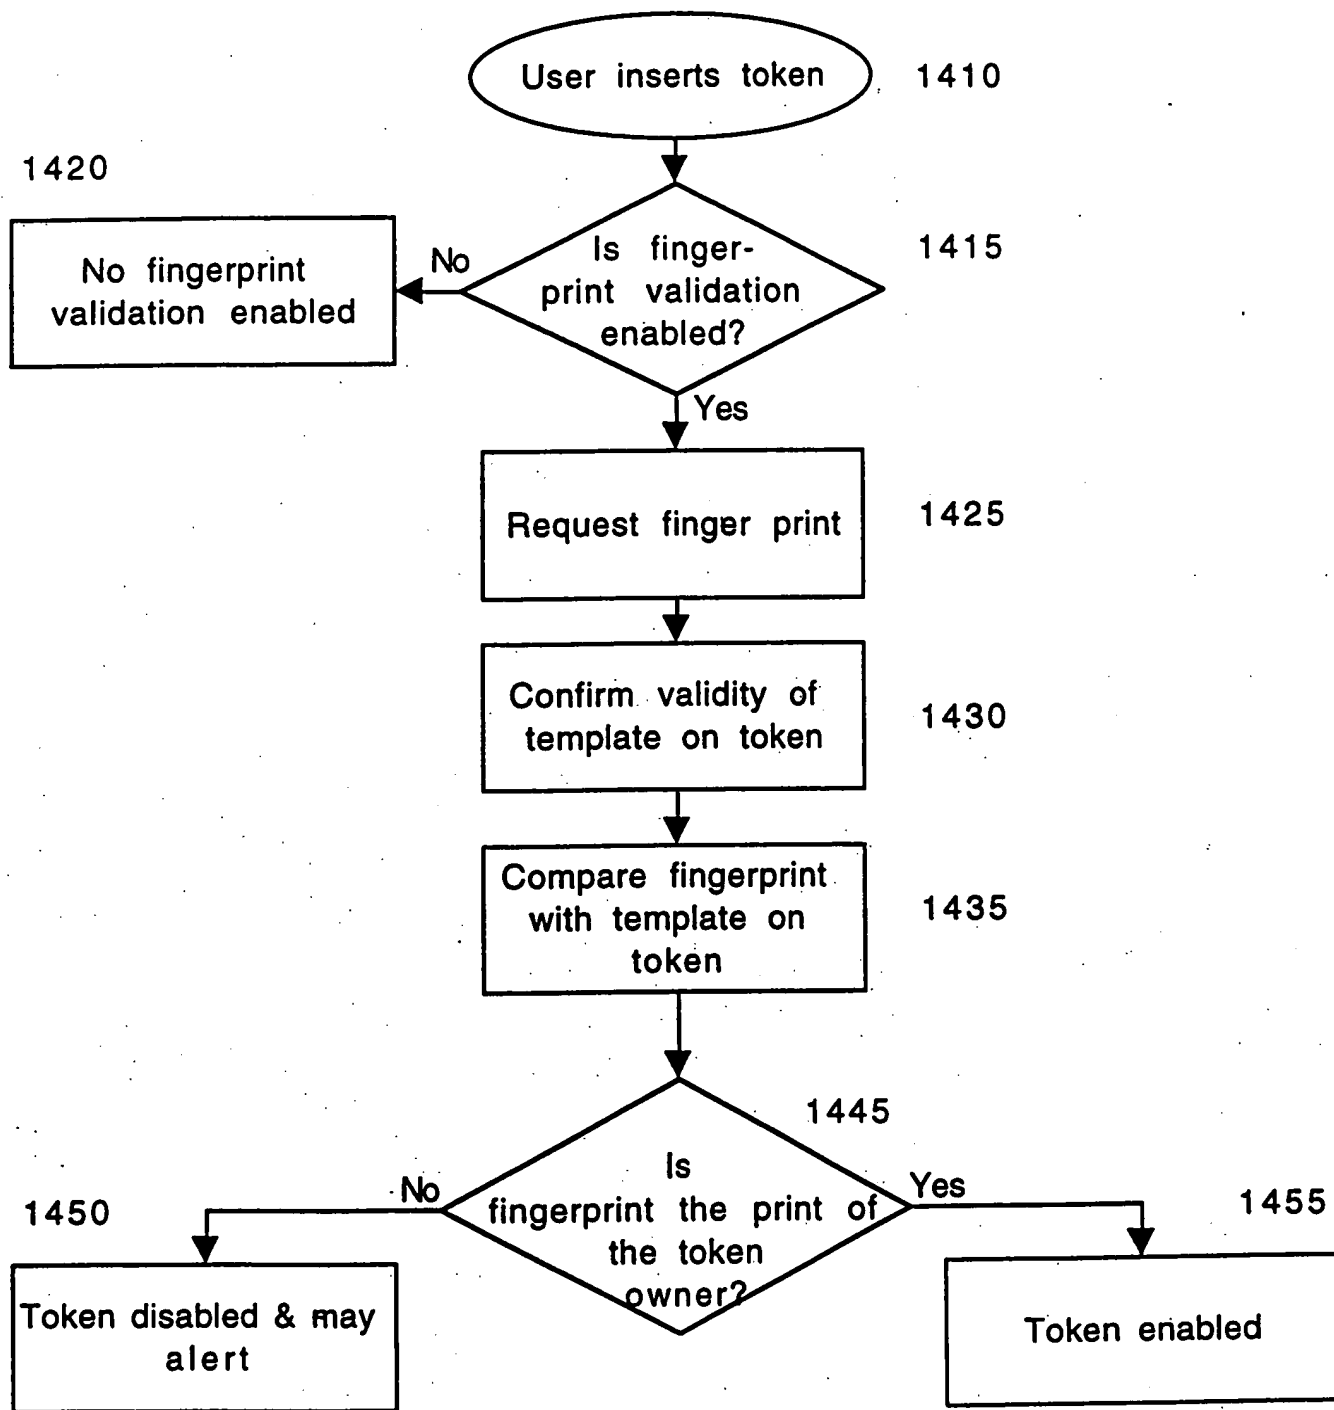 User inserts token
1410
1420
Is finger-
print validation
enabled?
1415
No
No fingerprint
validation enabled
Yes
Request finger print
1425
Confirm validity of
template on token
1430
Compare fingerprint
with template on
token
1435
1445
Is
fingerprint the print of
the token
owner?
No
Yes
1450
1455
Token disabled & may
alert
Token enabled